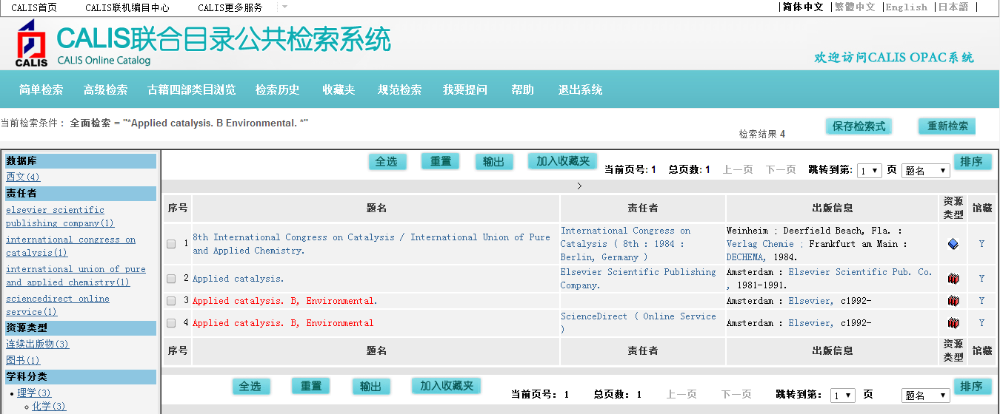 CALIS首页 CALIS联机编目中心 CALIS更多服务 |简体中文 |繁體中文 |English |日本語 |
CALIS联合目录公共检索系统
CALIS
CALIS Online Catalog
欢迎访问CALIS OPAC系统
简单检索 高级检索 古籍四部类目浏览 检索历史 收藏夹 规范检索 我要提问 帮助 退出系统
当前检索条件： 全面检索 = "*Applied catalysis. B Environmental. *"
检索结果 4 保存检索式 重新检索
数据库
西文(4)
责任者
elsevier scientific
publishing company(1)
international congress on
catalysis(1)
international union of pure
and applied chemistry(1)
sciencedirect online
service(1)
资源类型
连续出版物(3)
图书(1)
学科分类
理学(3)
化学(3)
全选 重置 输出 加入收藏夹 当前页号: 1 总页数: 1 上一页 下一页 跳转到第: 1 页 题名 排序
>
序号 题名 责任者 出版信息 资源 馆藏
类型
1 8th International Congress on Catalysis / International Union of Pure
and Applied Chemistry.
International Congress on
Catalysis ( 8th : 1984 :
Berlin, Germany )
Weinheim ; Deerfield Beach, Fla. :
Verlag Chemie ; Frankfurt am Main :
DECHEMA, 1984.
Y
2 Applied catalysis.
Elsevier Scientific Publishing
Company.
Amsterdam : Elsevier Scientific Pub. Co.
, 1981-1991.
Y
3 Applied catalysis. B, Environmental. Amsterdam : Elsevier, c1992- Y
4 Applied catalysis. B, Environmental
ScienceDirect ( Online Service
)
Amsterdam : Elsevier, c1992- Y
序号 题名 责任者 出版信息 资源 馆藏
类型
全选 重置 输出 加入收藏夹 当前页号: 1 总页数: 1 上一页 下一页 跳转到第: 1 页 题名 排序